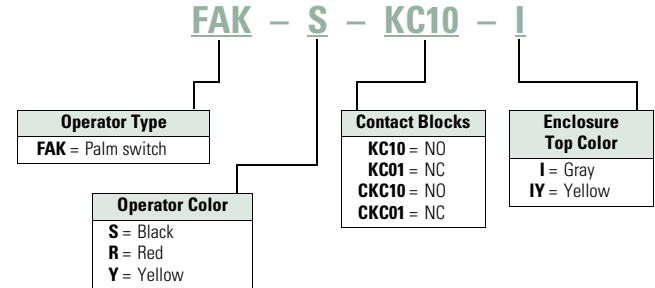 FAK – S – KC10 – I
Operator Type
FAK = Palm switch
Operator Color
S = Black
R = Red
Y = Yellow
Contact Blocks
KC10 = NO
KC01 = NC
CKC10 = NO
CKC01 = NC
Enclosure
Top Color
I = Gray
IY = Yellow